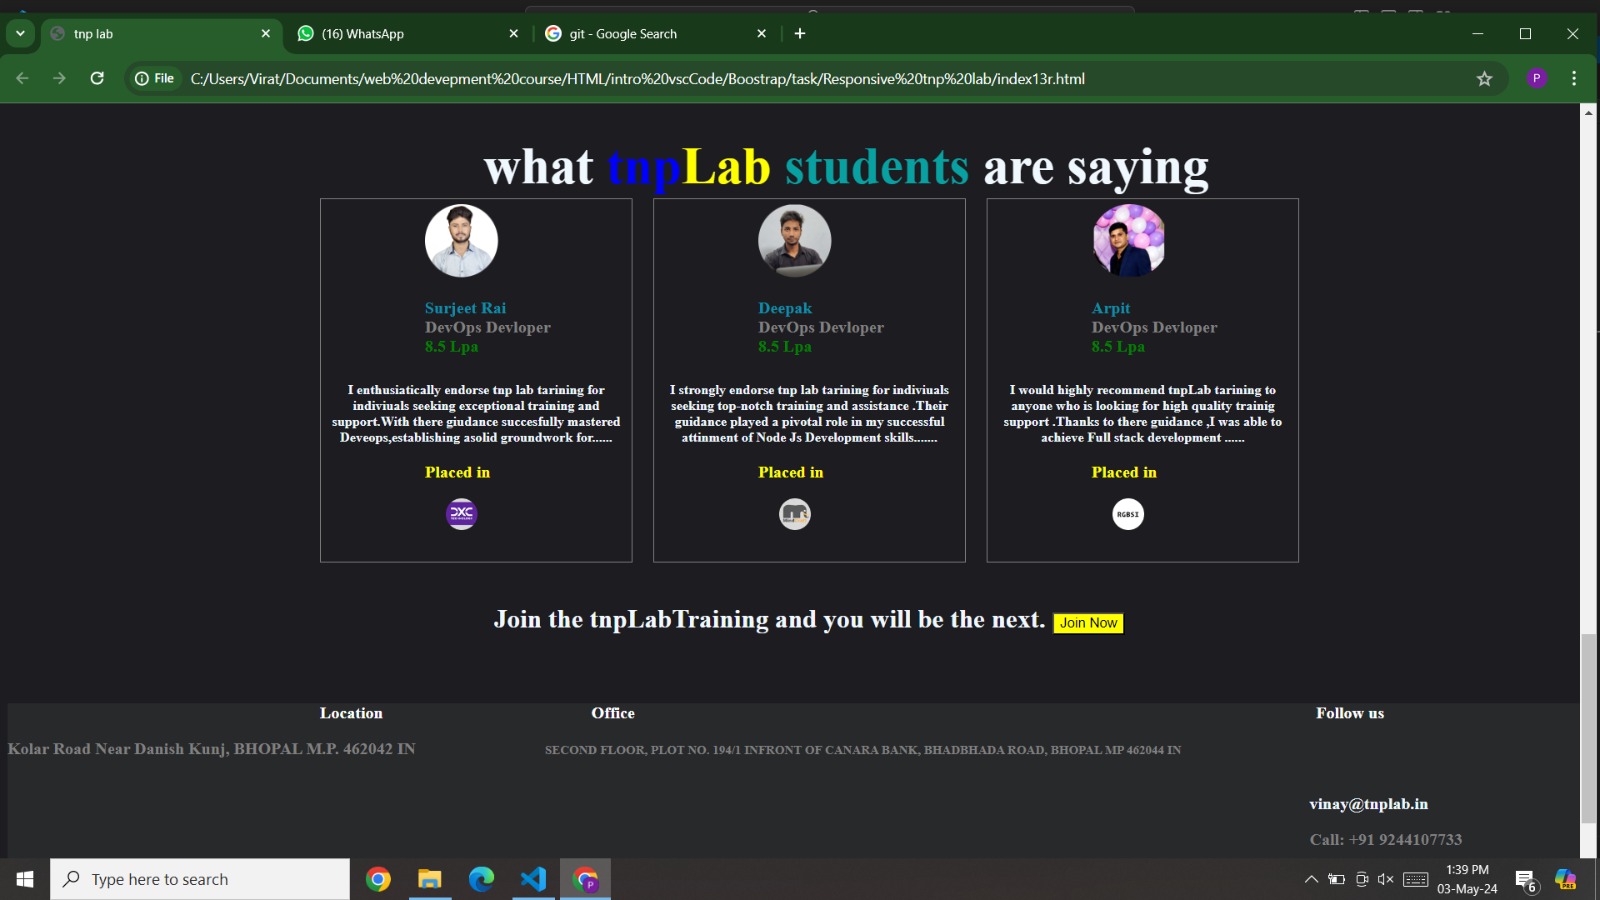 tnp lab
(16) WhatsApp
git - Google Search
File
C:/Users/Virat/Documents/web%20devepment%20course/HTML/intro%20vscCode/Boostrap/task/Responsive%20tnp%20lab/index13r.html
P
what tnpLab students are saying
Surjeet Rai
DevOps Devloper
8.5 Lpa
I enthusiatically endorse tnp lab tarining for
indiviuals seeking exceptional training and
support.With there giudance succesfully mastered
Deveops,establishing asolid groundwork for......
Placed in
DXC
TECHNOLOGY
Deepak
DevOps Devloper
8.5 Lpa
I strongly endorse tnp lab tarining for indiviuals
seeking top-notch training and assistance .Their
guidance played a pivotal role in my successful
attinment of Node Js Development skills.......
Placed in
Arpit
DevOps Devloper
8.5 Lpa
I would highly recommend tnpLab tarining to
anyone who is looking for high quality trainig
support .Thanks to there guidance ,I was able to
achieve Full stack development ......
Placed in
RGBSI
Join the tnpLabTraining and you will be the next. Join Now
Location
Office
Follow us
Kolar Road Near Danish Kunj, BHOPAL M.P. 462042 IN
SECOND FLOOR, PLOT NO. 194/1 INFRONT OF CANARA BANK, BHADBHADA ROAD, BHOPAL MP 462044 IN
vinay@tnplab.in
Call: +91 9244107733
Type here to search
P
1:39 PM
03-May-24
6
PRE